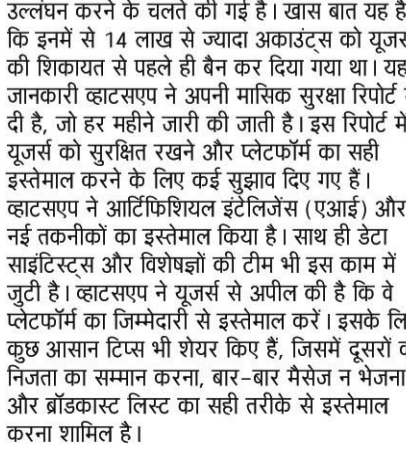 उल्लंघन करने के चलते की गई है। खास बात यह है
कि इनमें से 14 लाख से ज्यादा अकाउंट्स को यूजर्स
की शिकायत से पहले ही बैन कर दिया गया था। यह
जानकारी व्हाटसएप ने अपनी मासिक सुरक्षा रिपोर्ट
दी है, जो हर महीने जारी की जाती है। इस रिपोर्ट में
यूजर्स को सुरक्षित रखने और प्लेटफॉर्म का सही
इस्तेमाल करने के लिए कई सुझाव दिए गए हैं।
व्हाटसएप ने आर्टिफिशियल इंटेलिजेंस (एआई) और
नई तकनीकों का इस्तेमाल किया है। साथ ही डेटा
साइंटिस्ट्स और विशेषज्ञों की टीम भी इस काम में
जुटी है। व्हाटसएप ने यूजर्स से अपील की है कि वे
प्लेटफॉर्म का जिम्मेदारी से इस्तेमाल करें। इसके
कुछ आसान टिप्स भी शेयर किए हैं, जिसमें दूसरों
निजता का सम्मान करना, बार-बार मैसेज न भेजना
और ब्रॉडकास्ट लिस्ट का सही तरीके से इस्तेमाल
करना शामिल है।